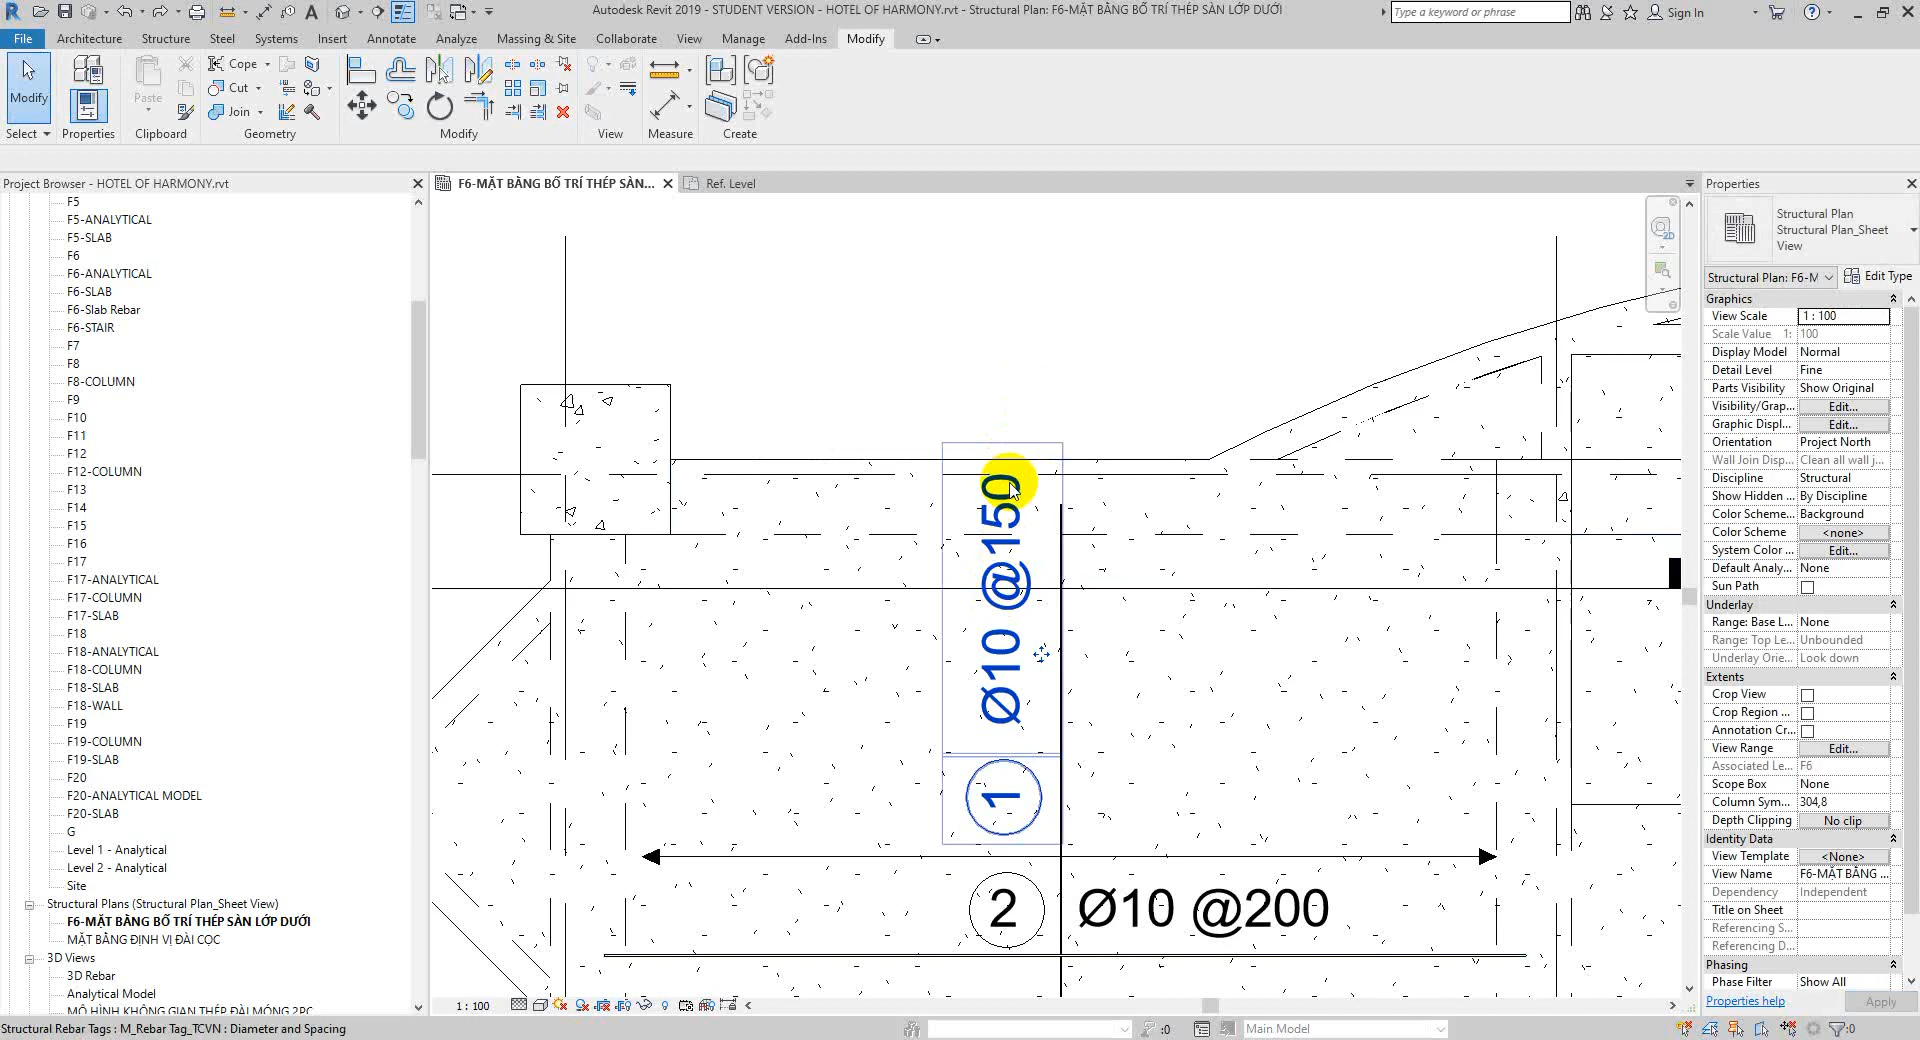 Autodesk Revit 2019 - STUDENT VERSION - HOTEL OF HARMONY.rvt - Structural Plan: F6-MẶT BẰNG BỐ TRÍ THÉP SÀN LỚP DƯỚI
Type a keyword or phrase
Sign In
File Architecture Structure Steel Systems Insert Annotate Analyze Massing & Site Collaborate View Manage Add-Ins Modify
Modify
Paste
Cope
Cut
Join
Select Properties Clipboard Geometry Modify View Measure Create
Project Browser - HOTEL OF HARMONY.rvt
F6-MẶT BẰNG BỐ TRÍ THÉP SÀN...
Ref. Level
Properties
F5
F5-ANALYTICAL
F5-SLAB
F6
F6-ANALYTICAL
F6-SLAB
F6-Slab Rebar
F6-STAIR
F7
F8
F8-COLUMN
F9
F10
F11
F12
F12-COLUMN
F13
F14
F15
F16
F17
F17-ANALYTICAL
F17-COLUMN
F17-SLAB
F18
F18-ANALYTICAL
F18-COLUMN
F18-SLAB
F18-WALL
F19
F19-COLUMN
F19-SLAB
F20
F20-ANALYTICAL MODEL
F20-SLAB
G
Level 1 - Analytical
Level 2 - Analytical
Site
Structural Plans (Structural Plan_Sheet View)
F6-MẶT BẰNG BỐ TRÍ THÉP SÀN LỚP DƯỚI
MẶT BẰNG ĐỊNH VỊ ĐÀI CỌC
3D Views
3D Rebar
Analytical Model
MÔ HÌNH KHÔNG GIAN THÉP ĐÀI MÓNG 2PC
2D
1 Ø10 @150
2 Ø10 @200
1 : 100
Structural Plan
Structural Plan_Sheet
View
Structural Plan: F6-M
Edit Type
Graphics
View Scale 1 : 100
Scale Value 1: 100
Display Model Normal
Detail Level Fine
Parts Visibility Show Original
Visibility/Grap... Edit...
Graphic Displ... Edit...
Orientation Project North
Wall Join Disp... Clean all wall j...
Discipline Structural
Show Hidden ... By Discipline
Color Scheme... Background
Color Scheme <none>
System Color ... Edit...
Default Analy... None
Sun Path
Underlay
Range: Base L... None
Range: Top Le... Unbounded
Underlay Orie... Look down
Extents
Crop View
Crop Region ...
Annotation Cr...
View Range Edit...
Associated Le... F6
Scope Box None
Column Sym... 304,8
Depth Clipping No clip
Identity Data
View Template <None>
View Name F6-MẶT BẰNG ...
Dependency Independent
Title on Sheet
Referencing S...
Referencing D...
Phasing
Phase Filter Show All
Properties help
Apply
Structural Rebar Tags : M_Rebar Tag_TCVN : Diameter and Spacing
:0
Main Model
:0